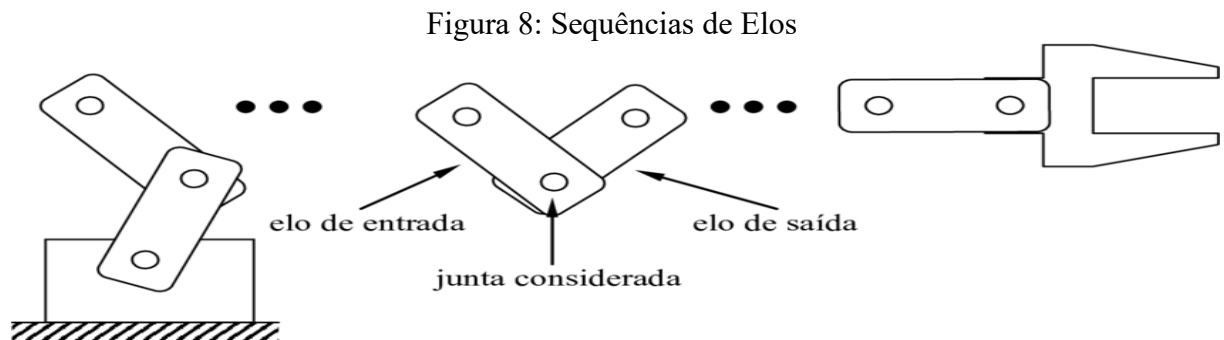 Figura 8: Sequências de Elos
elo de entrada
elo de saída
junta considerada